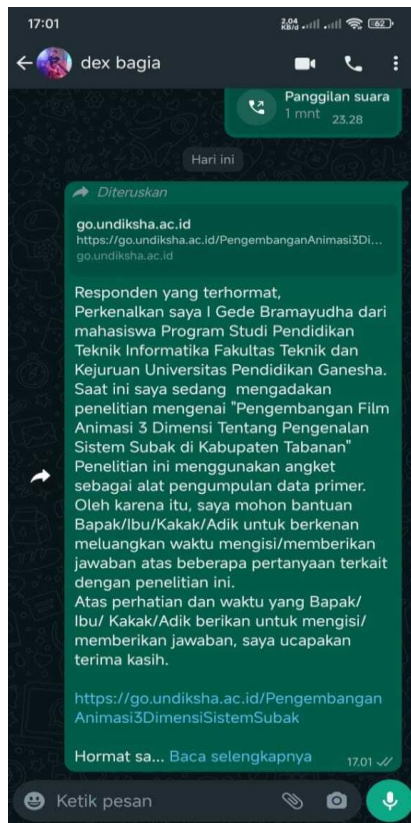 17:01
2,04
KB/d
62
dex bagia
Panggilan suara
1 mnt 23.28
Hari ini
Diteruskan
go.undiksha.ac.id
https://go.undiksha.ac.id/PengembanganAnimasi3Di...
go.undiksha.ac.id
Responden yang terhormat,
Perkenalkan saya I Gede Bramayudha dari
mahasiswa Program Studi Pendidikan
Teknik Informatika Fakultas Teknik dan
Kejuruan Universitas Pendidikan Ganesha.
Saat ini saya sedang mengadakan
penelitian mengenai "Pengembangan Film
Animasi 3 Dimensi Tentang Pengenalan
Sistem Subak di Kabupaten Tabanan"
Penelitian ini menggunakan angket
sebagai alat pengumpulan data primer.
Oleh karena itu, saya mohon bantuan
Bapak/Ibu/Kakak/Adik untuk berkenan
meluangkan waktu mengisi/memberikan
jawaban atas beberapa pertanyaan terkait
dengan penelitian ini.
Atas perhatian dan waktu yang Bapak/
Ibu/ Kakak/Adik berikan untuk mengisi/
memberikan jawaban, saya ucapakan
terima kasih.
https://go.undiksha.ac.id/Pengembangan
Animasi3DimensiSistemSubak
Hormat sa... Baca selengkapnya 17.01
Ketik pesan